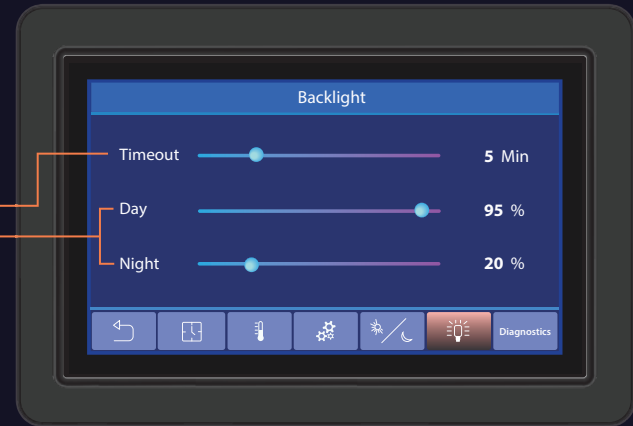 Backlight
Timeout 5 Min
Day 95 %
Night 20 %
Diagnostics